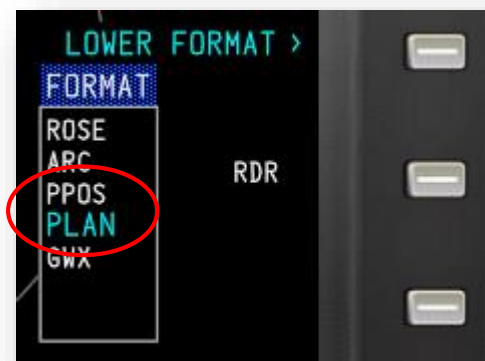 LOWER FORMAT >
FORMAT
ROSE
ARC
RDR
PPOS
PLAN
GWX